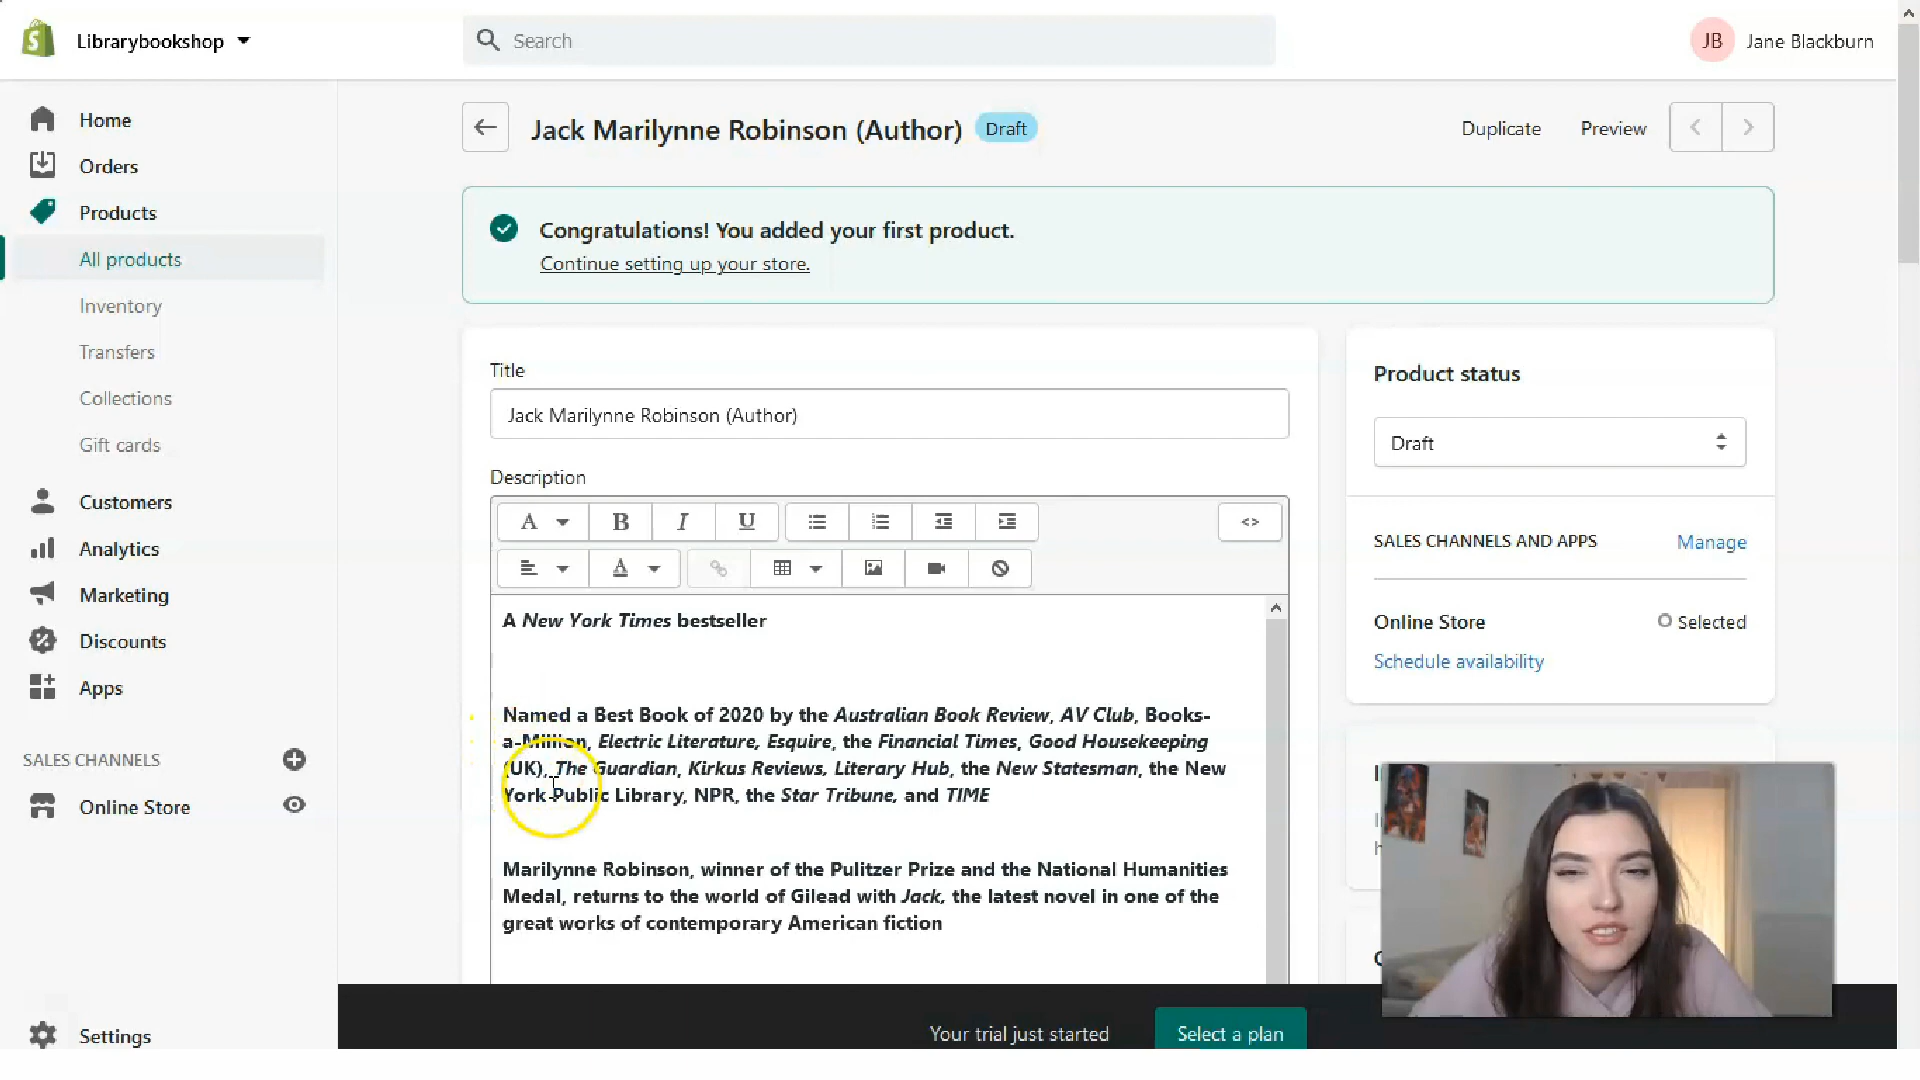 Librarybookshop
Search
JB
Jane Blackburn
Home
Orders
Products
All products
Inventory
Transfers
Collections
Gift cards
Customers
Analytics
Marketing
Discounts
Apps
SALES CHANNELS
Online Store
Settings
Jack Marilynne Robinson (Author)
Draft
Duplicate
Preview
Congratulations! You added your first product.
Continue setting up your store.
Title
Jack Marilynne Robinson (Author)
Description
A
B
I
U
<>
A
A New York Times bestseller
Named a Best Book of 2020 by the Australian Book Review, AV Club, Books-
a-Million, Electric Literature, Esquire, the Financial Times, Good Housekeeping
(UK), The Guardian, Kirkus Reviews, Literary Hub, the New Statesman, the New
York Public Library, NPR, the Star Tribune, and TIME
Marilynne Robinson, winner of the Pulitzer Prize and the National Humanities
Medal, returns to the world of Gilead with Jack, the latest novel in one of the
great works of contemporary American fiction
Product status
Draft
SALES CHANNELS AND APPS
Manage
Online Store
Selected
Schedule availability
Your trial just started
Select a plan